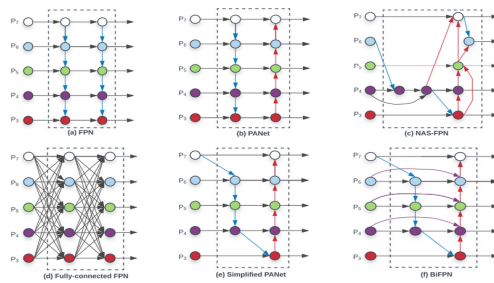 P7
P6
P5
P4
P3
(a) FPN
P7
P6
P5
P4
P3
(b) PANet
P7
P6
P5
P4
P3
(c) NAS-FPN
P7
P6
P5
P4
P3
(d) Fully-connected FPN
P7
P6
P5
P4
P3
(e) Simplified PANet
P7
P6
P5
P4
P3
(f) BiFPN